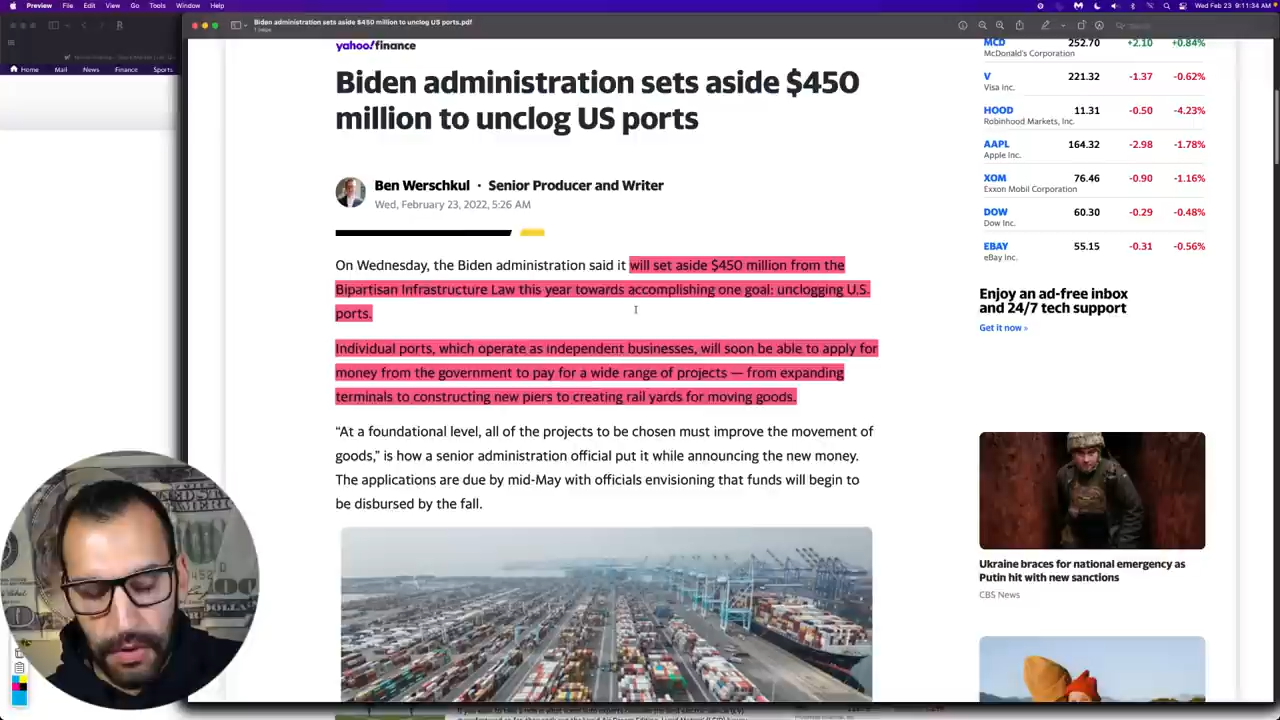 Preview File Edit View Go Tools Window Help
Wed Feb 23 9:11:34 AM
Biden administration sets aside $450 million to unclog US ports.pdf
Home Mail News Finance Sports
yahoo!finance
Biden administration sets aside $450
million to unclog US ports
Ben Werschkul · Senior Producer and Writer
Wed, February 23, 2022, 5:26 AM
On Wednesday, the Biden administration said it will set aside $450 million from the
Bipartisan Infrastructure Law this year towards accomplishing one goal: unclogging U.S.
ports.
Individual ports, which operate as independent businesses, will soon be able to apply for
money from the government to pay for a wide range of projects — from expanding
terminals to constructing new piers to creating rail yards for moving goods.
“At a foundational level, all of the projects to be chosen must improve the movement of
goods,” is how a senior administration official put it while announcing the new money.
The applications are due by mid-May with officials envisioning that funds will begin to
be disbursed by the fall.
MCD 252.70 +2.10 +0.84%
McDonald's Corporation
V 221.32 -1.37 -0.62%
Visa Inc.
HOOD 11.31 -0.50 -4.23%
Robinhood Markets, Inc.
AAPL 164.32 -2.98 -1.78%
Apple Inc.
XOM 76.46 -0.90 -1.16%
Exxon Mobil Corporation
DOW 60.30 -0.29 -0.48%
Dow Inc.
EBAY 55.15 -0.31 -0.56%
eBay Inc.
Enjoy an ad-free inbox
and 24/7 tech support
Get it now »
Ukraine braces for national emergency as
Putin hit with new sanctions
CBS News